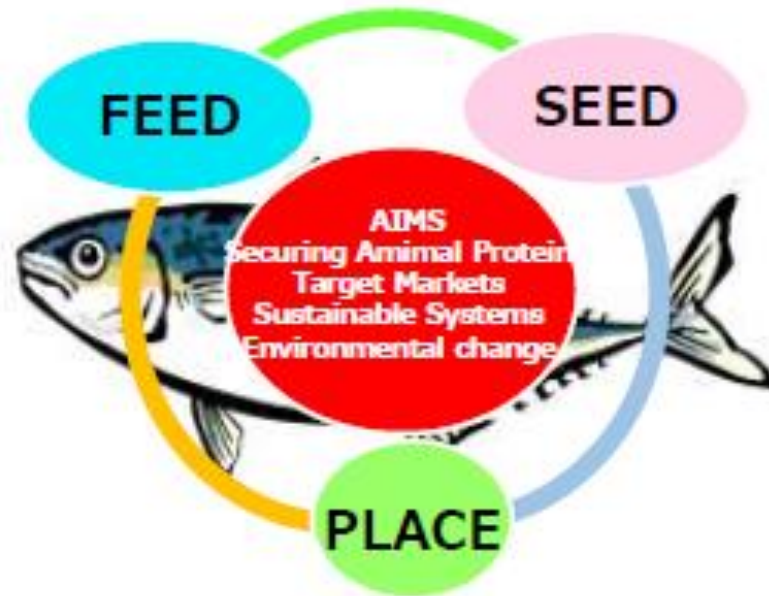 FEED
SEED
AIMS
Securing Amimal Protein
Target Markets
Sustainable Systems
Environmental change
PLACE